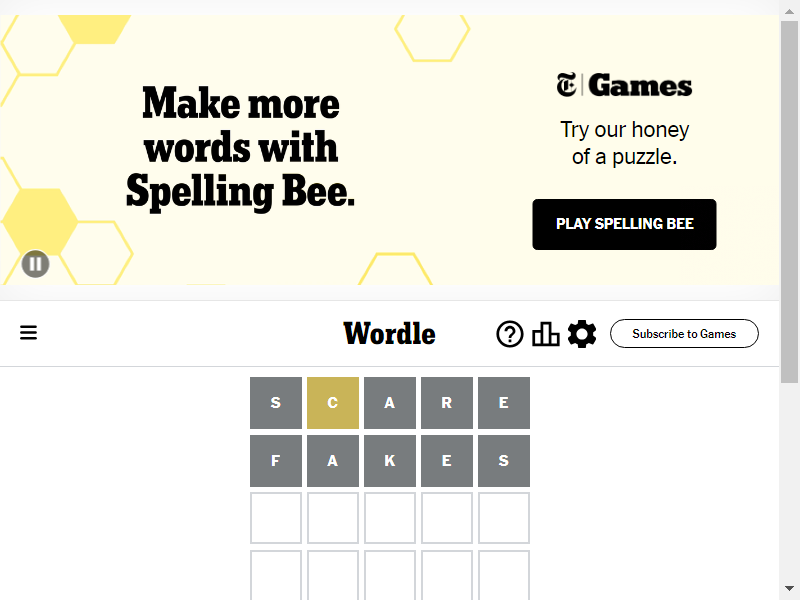 Make more
words with
Spelling Bee.
Games
Try our honey
of a puzzle.
PLAY SPELLING BEE
Wordle
?
Subscribe to Games
S C A R E
F A K E S